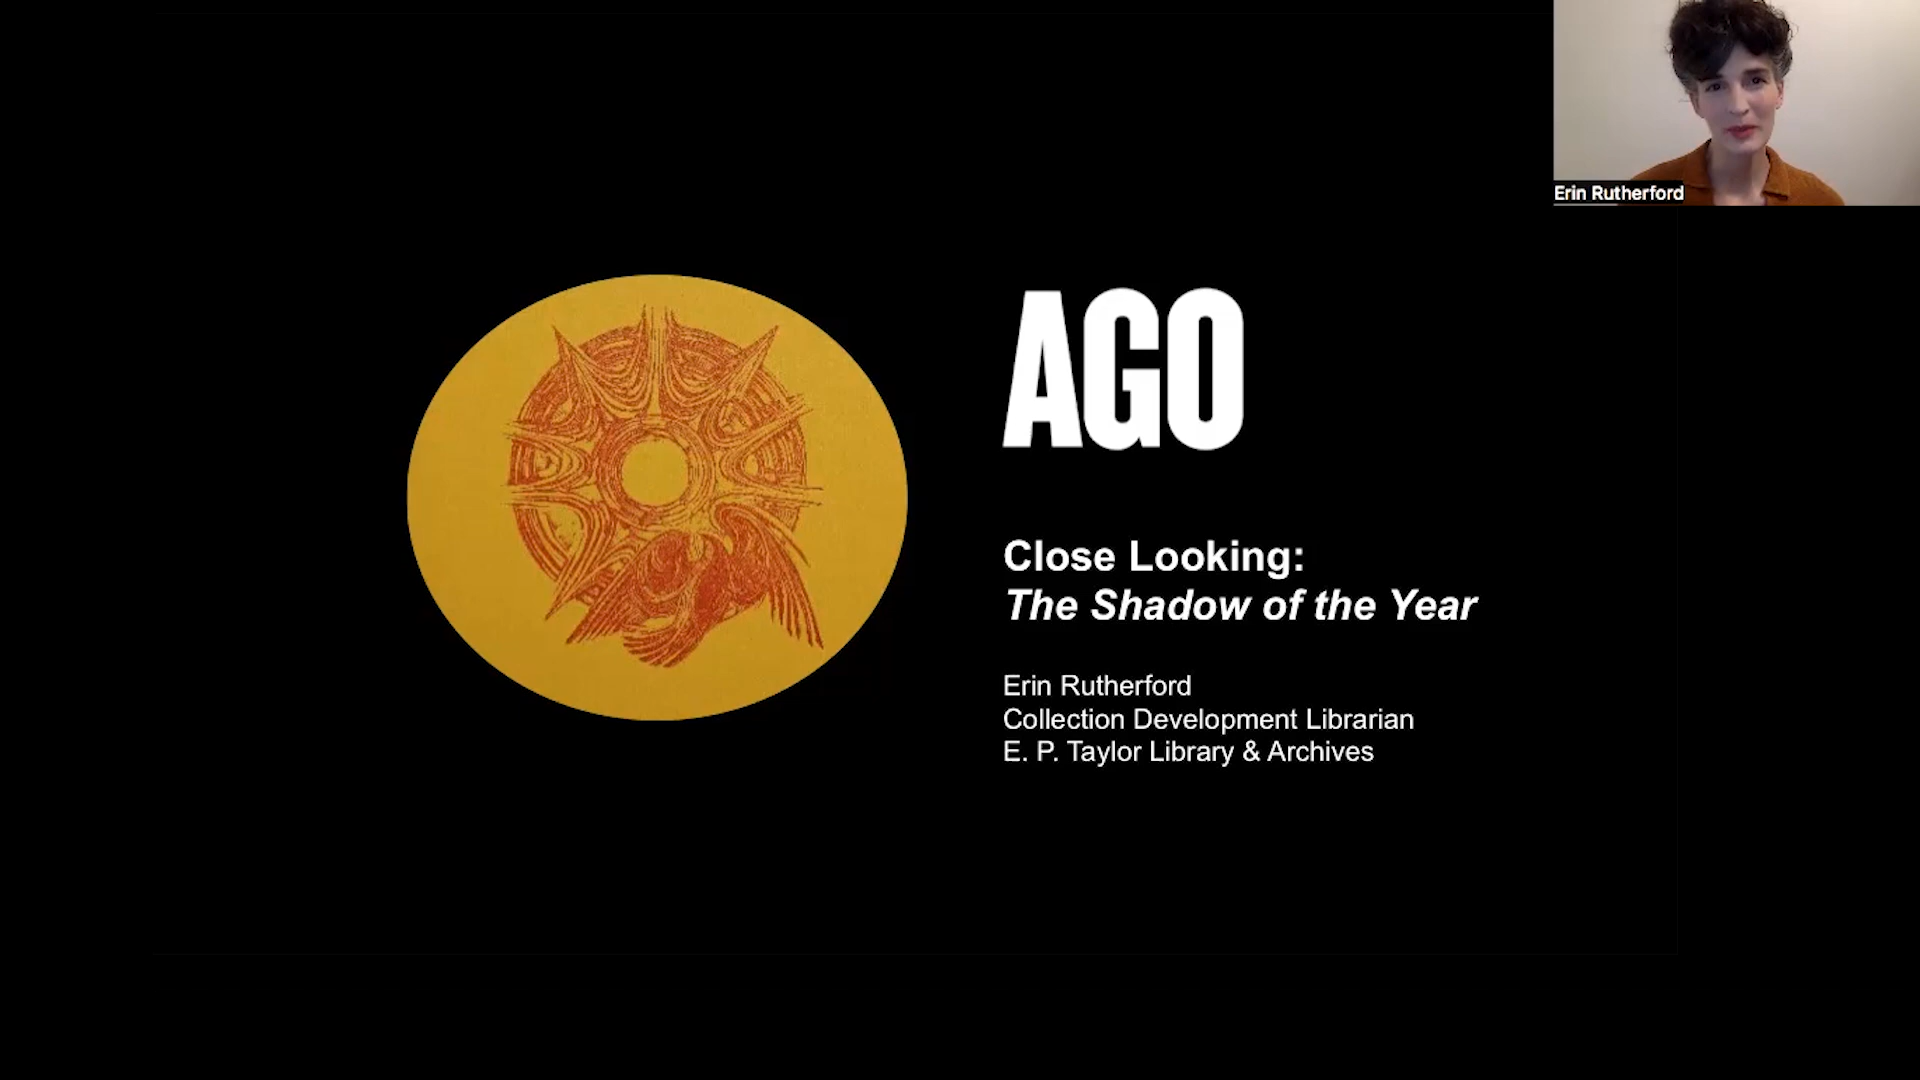 Erin Rutherford
AGO
Close Looking:
The Shadow of the Year
Erin Rutherford
Collection Development Librarian
E. P. Taylor Library & Archives